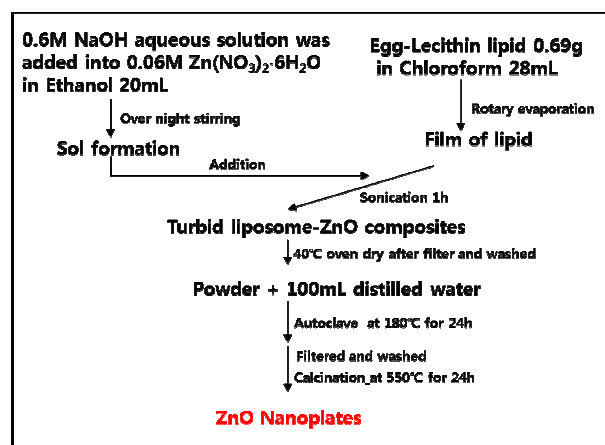 0.6M NaOH aqueous solution was
added into 0.06M Zn(NO₃)₂·6H₂O
in Ethanol 20mL
Egg-Lecithin lipid 0.69g
in Chloroform 28mL
Over night stirring
Rotary evaporation
Sol formation
Film of lipid
Addition
Sonication 1h
Turbid liposome-ZnO composites
40℃ oven dry after filter and washed
Powder + 100mL distilled water
Autoclave at 180℃ for 24h
Filtered and washed
Calcination_at 550℃ for 24h
ZnO Nanoplates